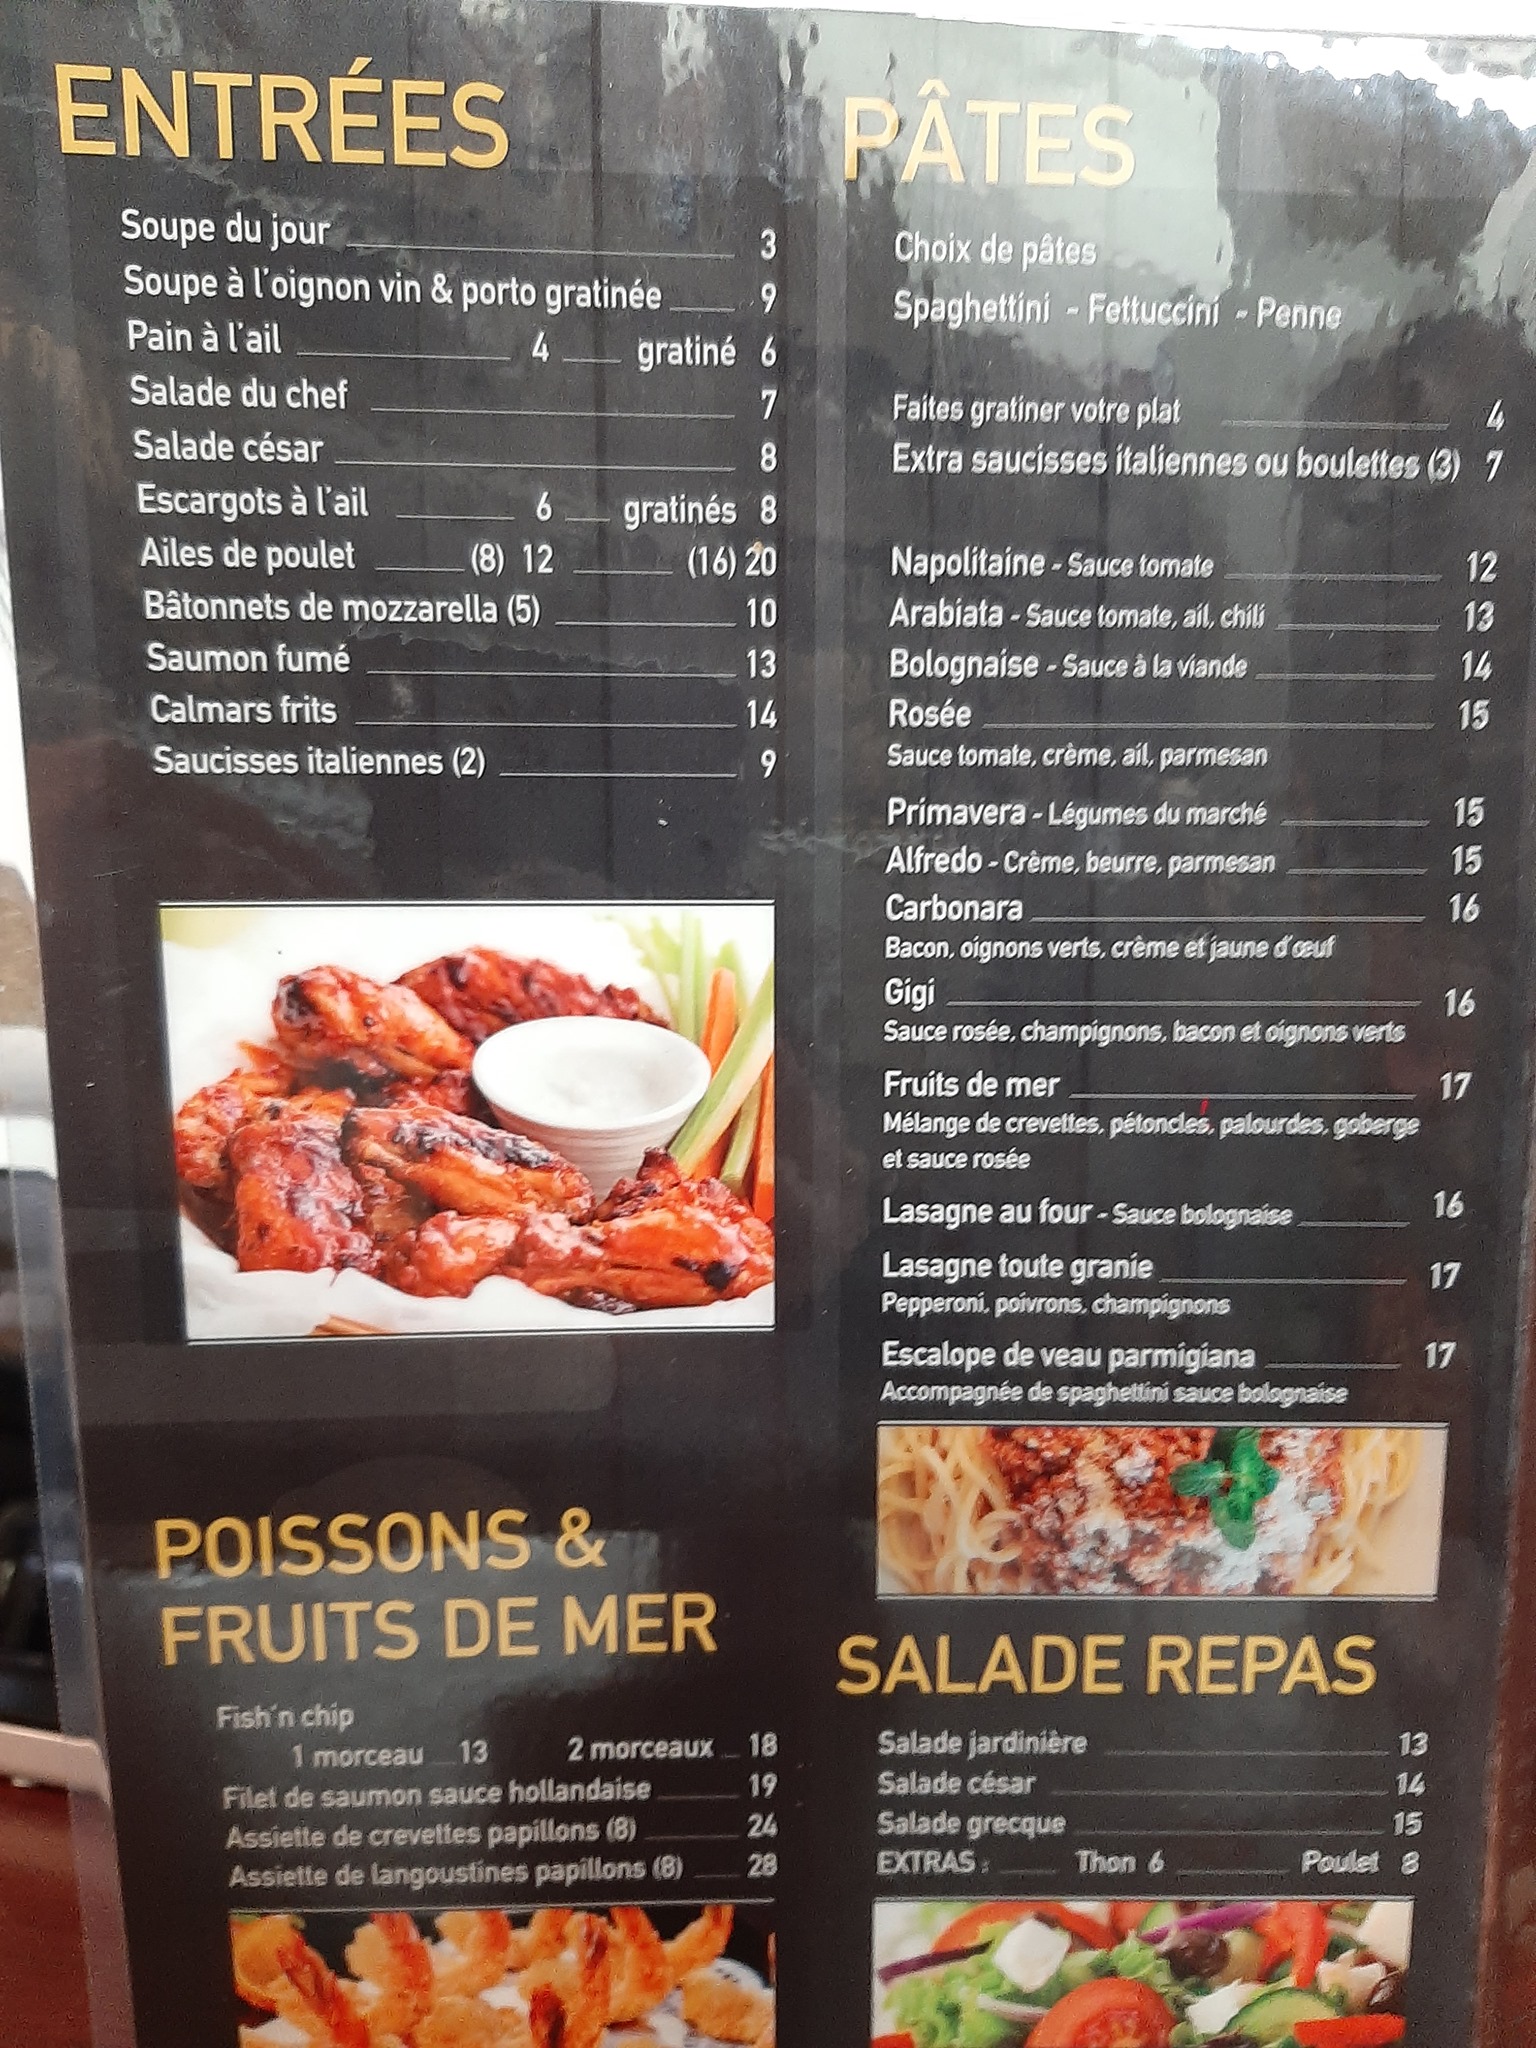 ENTRÉES
Soupe du jour 3
Soupe à l'oignon vin & porto gratinée 9
Pain à l'ail 4 gratiné 6
Salade du chef 7
Salade césar 8
Escargots à l'ail 6 gratinés 8
Ailes de poulet (8) 12 (16) 20
Bâtonnets de mozzarella (5) 10
Saumon fumé 13
Calmars frits 14
Saucisses italiennes (2) 9
POISSONS &
FRUITS DE MER
Fish'n chip
1 morceau 13 2 morceaux 18
Filet de saumon sauce hollandaise 19
Assiette de crevettes papillons (8) 24
Assiette de langoustines papillons (8) 28
PÂTES
Choix de pâtes
Spaghettini - Fettuccini - Penne
Faites gratiner votre plat 4
Extra saucisses italiennes ou boulettes (3) 7
Napolitaine - Sauce tomate 12
Arabiata - Sauce tomate, ail, chili 13
Bolognaise - Sauce à la viande 14
Rosée 15
Sauce tomate, crème, ail, parmesan
Primavera - Légumes du marché 15
Alfredo - Crème, beurre, parmesan 15
Carbonara 16
Bacon, oignons verts, crème et jaune d'œuf
Gigi 16
Sauce rosée, champignons, bacon et oignons verts
Fruits de mer 17
Mélange de crevettes, pétoncles, palourdes, goberge
et sauce rosée
Lasagne au four - Sauce bolognaise 16
Lasagne toute granie 17
Pepperoni, poivrons, champignons
Escalope de veau parmigiana 17
Accompagnée de spaghettini sauce bolognaise
SALADE REPAS
Salade jardinière 13
Salade césar 14
Salade grecque 15
EXTRAS : Thon 6 Poulet 8